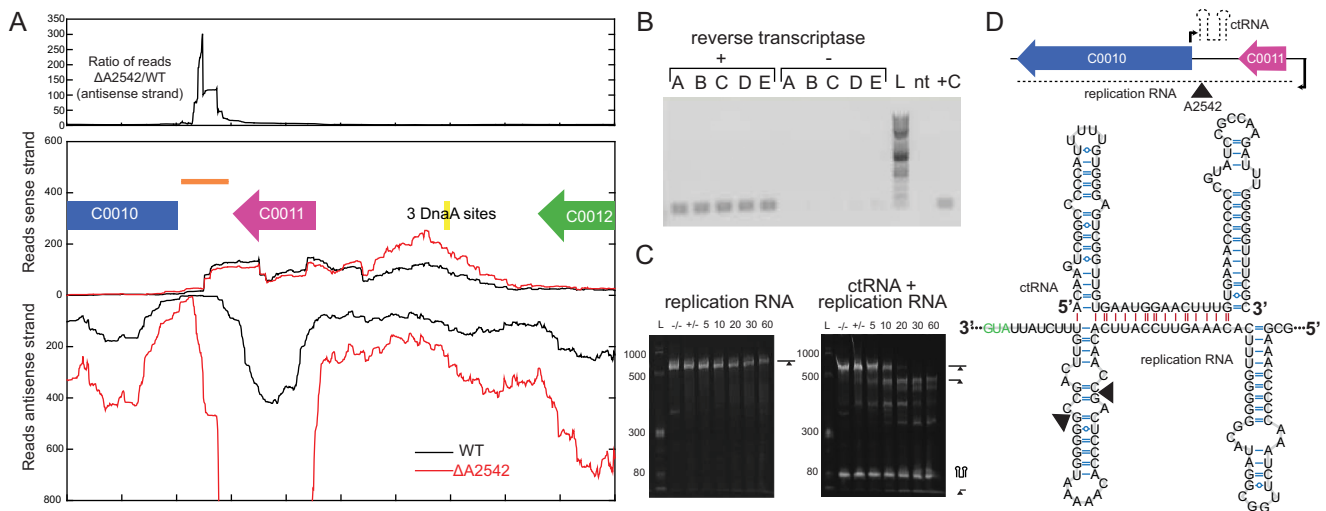 A
350
300
250
200
150
100
50
0
Ratio of reads
ΔA2542/WT
(antisense strand)
Reads sense strand
600
400
200
0
C0010
C0011
3 DnaA sites
C0012
Reads antisense strand
200
400
600
800
WT
ΔA2542
B
reverse transcriptase
+ -
A B C D E A B C D E L nt +C
C
replication RNA
L -/- +/- 5 10 20 30 60
1000
500
300
80
ctRNA +
replication RNA
L -/- +/- 5 10 20 30 60
1000
500
300
80
D
ctRNA
C0010
C0011
replication RNA
A2542
ctRNA
5' 3'
UGAAUGGAACUUUG
3' GUAUUAUCUUU ACUUACCUUGAAACAC GCG 5'
replication RNA